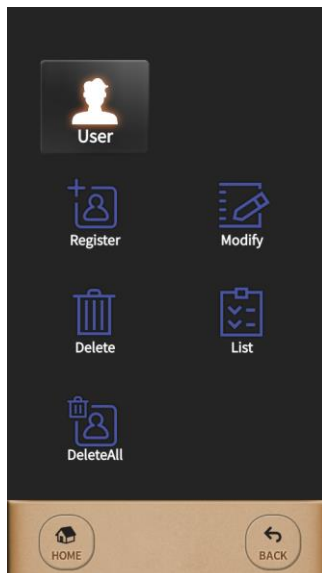 User
Register
Modify
Delete
List
DeleteAll
HOME
BACK